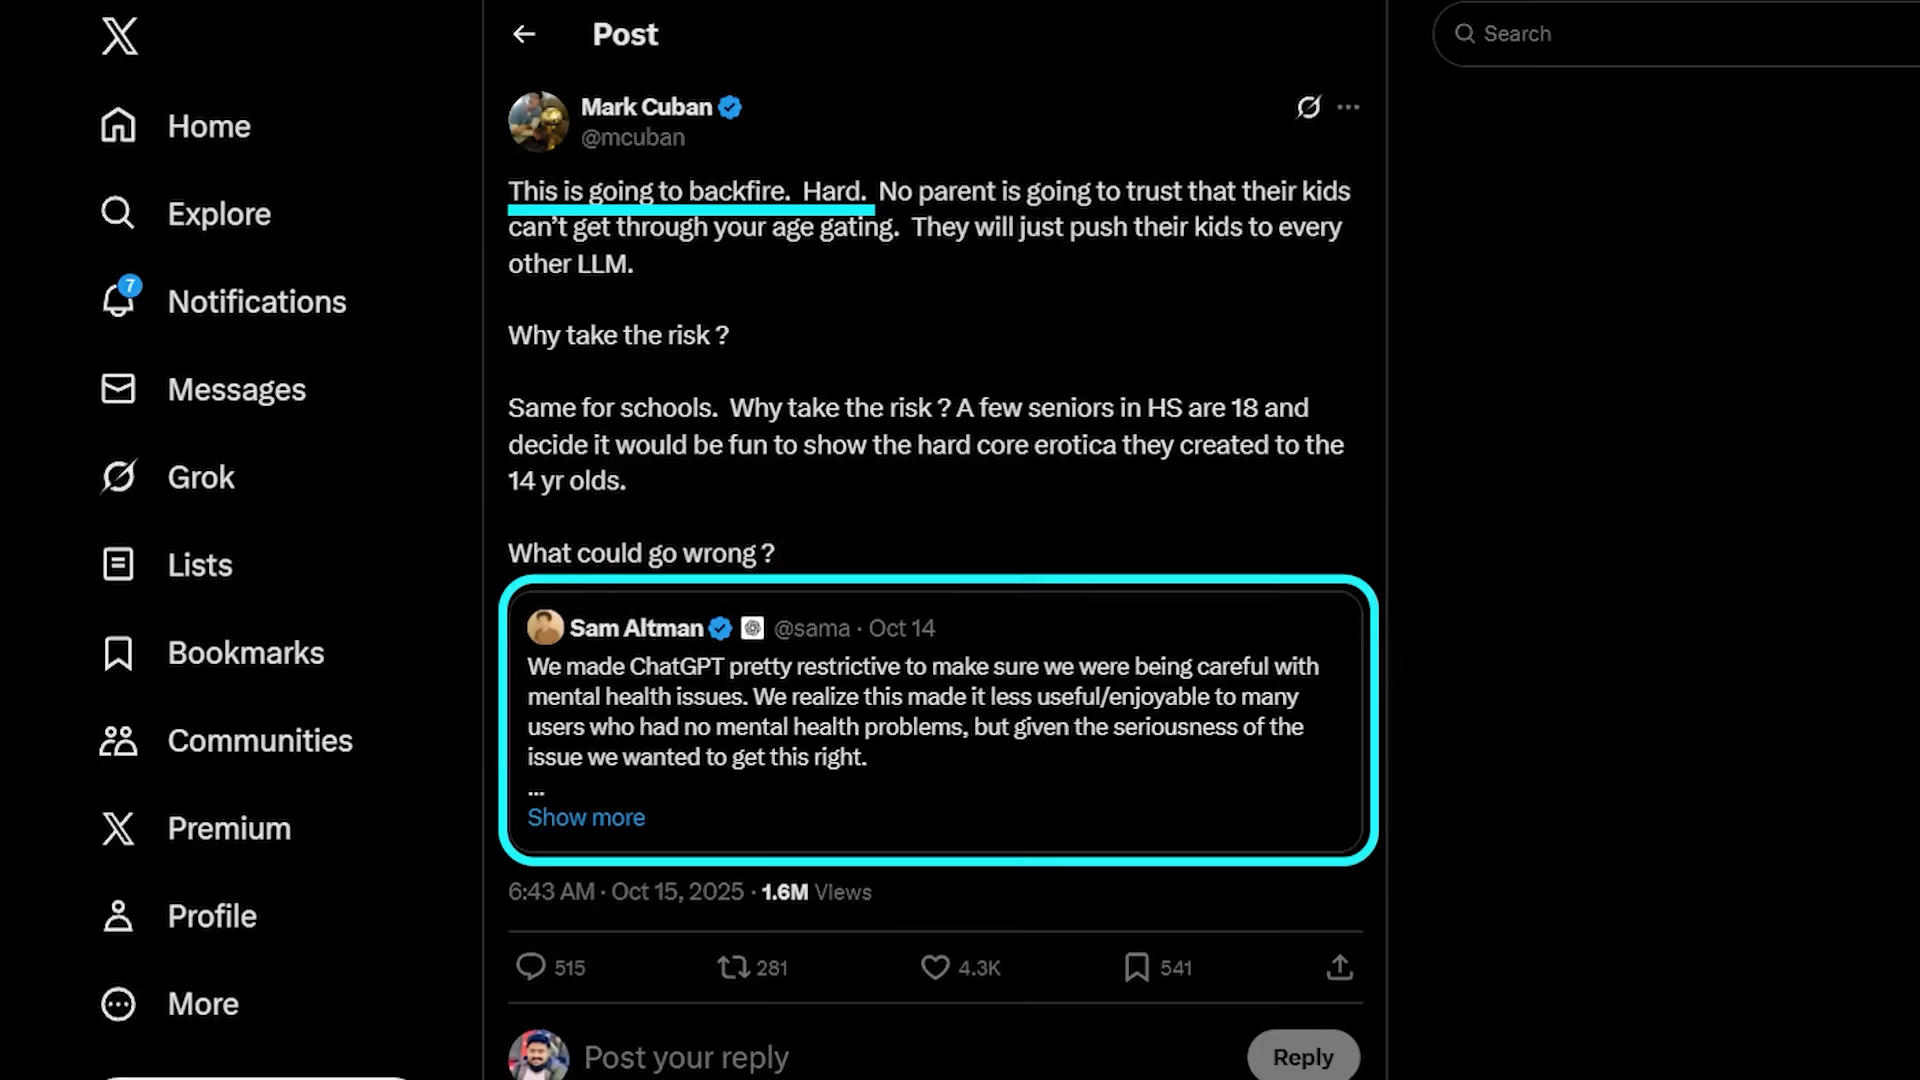 Home
Explore
7
Notifications
Messages
Grok
Lists
Bookmarks
Communities
Premium
Profile
More
Post
Mark Cuban
@mcuban
This is going to backfire.  Hard.  No parent is going to trust that their kids
can’t get through your age gating.  They will just push their kids to every
other LLM.
Why take the risk ?
Same for schools.  Why take the risk ? A few seniors in HS are 18 and
decide it would be fun to show the hard core erotica they created to the
14 yr olds.
What could go wrong ?
Sam Altman @sama · Oct 14
We made ChatGPT pretty restrictive to make sure we were being careful with
mental health issues. We realize this made it less useful/enjoyable to many
users who had no mental health problems, but given the seriousness of the
issue we wanted to get this right.
...
Show more
6:43 AM · Oct 15, 2025 · 1.6M Views
515 281 4.3K 541
Post your reply
Reply
Search